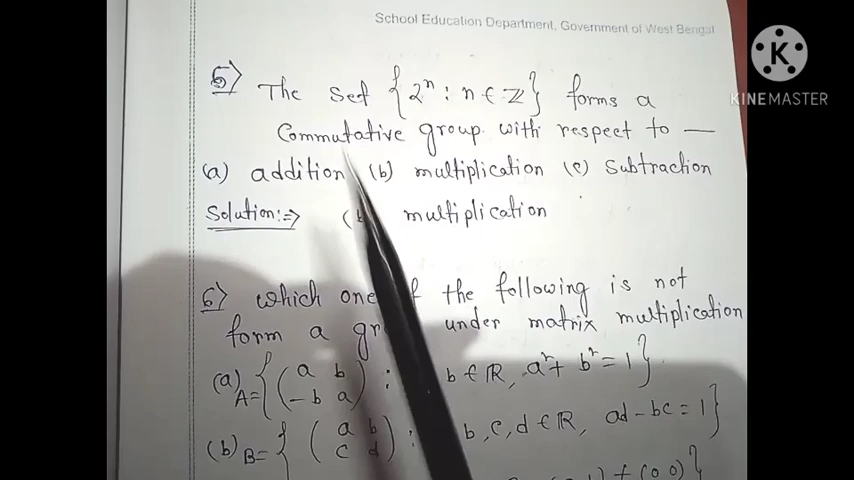 School Education Department, Government of West Bengal
KINEMASTER
5) The set {2ⁿ : n ∈ ℤ} forms a
Commutative group with respect to —
(a) addition (b) multiplication (c) Subtraction
Solution:⇒ (b) multiplication
6) which one of the following is not
form a under matrix multiplication
(a) A={(a b
-b a) : b ∈ ℝ, a² + b² = 1}
(b) B={(a b
c d) : b, c, d ∈ ℝ, ad - bc = 1}